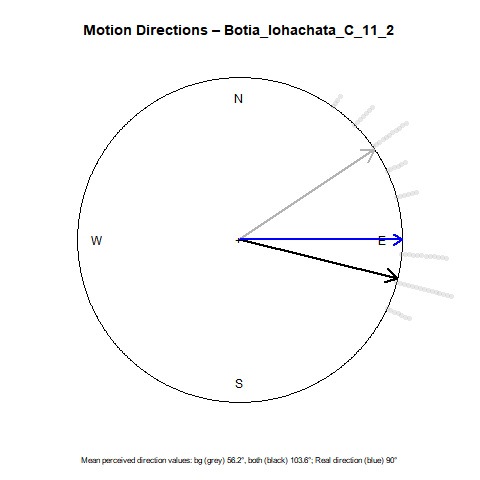 Motion Directions – Botia_lohachata_C_11_2
N
W
E
S
Mean perceived direction values: bg (grey) 56.2°, both (black) 103.6°; Real direction (blue) 90°